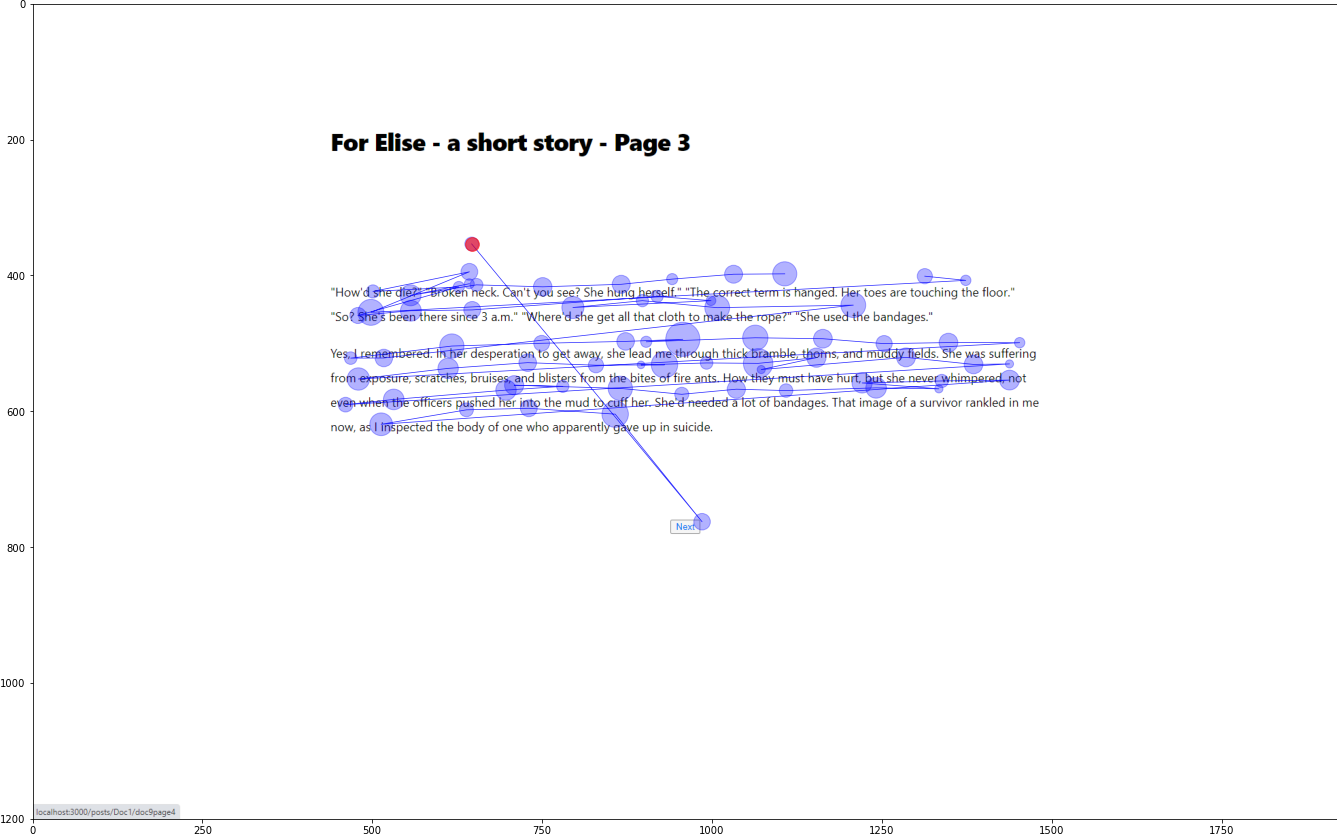 0
200
For Elise - a short story - Page 3
400
"How'd she die?" "Broken neck. Can't you see? She hung herself." "The correct term is hanged. Her toes are touching the floor."
"So? She's been there since 3 a.m." "Where'd she get all that cloth to make the rope?" "She used the bandages."
Yes, I remembered. In her desperation to get away, she lead me through thick bramble, thorns, and muddy fields. She was suffering
from exposure, scratches, bruises, and blisters from the bites of fire ants. How they must have hurt, but she never whimpered, not
600
even when the officers pushed her into the mud to cuff her. She'd needed a lot of bandages. That image of a survivor rankled in me
now, as I inspected the body of one who apparently gave up in suicide.
Next
800
1000
localhost:3000/posts/Doc1/doc9page4
1200
0 250 500 750 1000 1250 1500 1750